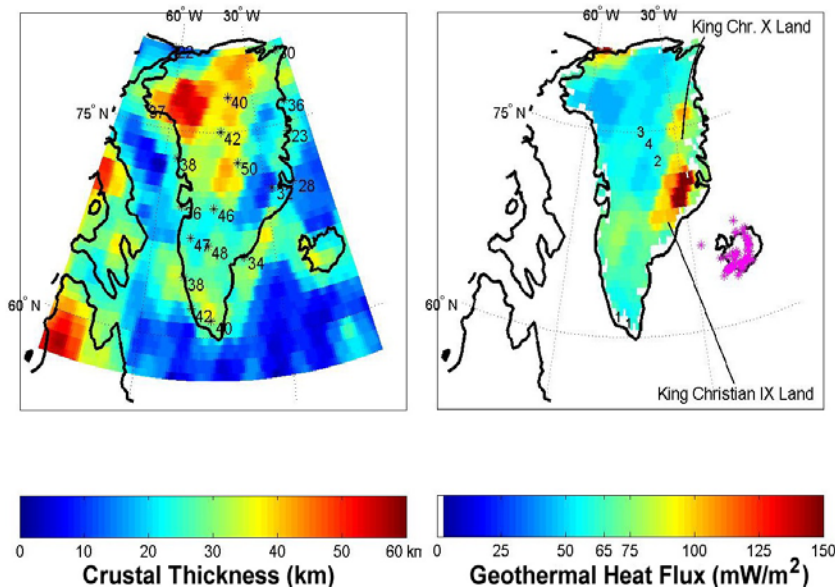 60° W
30° W
22
30
40
36
37
75° N
42
23
38
50
28
32
36
46
47
48
34
38
60° N
42
40
0 10 20 30 40 50 60 kn
Crustal Thickness (km)
60° W
30° W
King Chr. X Land
75° N
3
4
2
60° N
1
King Christian IX Land
0 25 50 65 75 100 125 150
Geothermal Heat Flux (mW/m²)